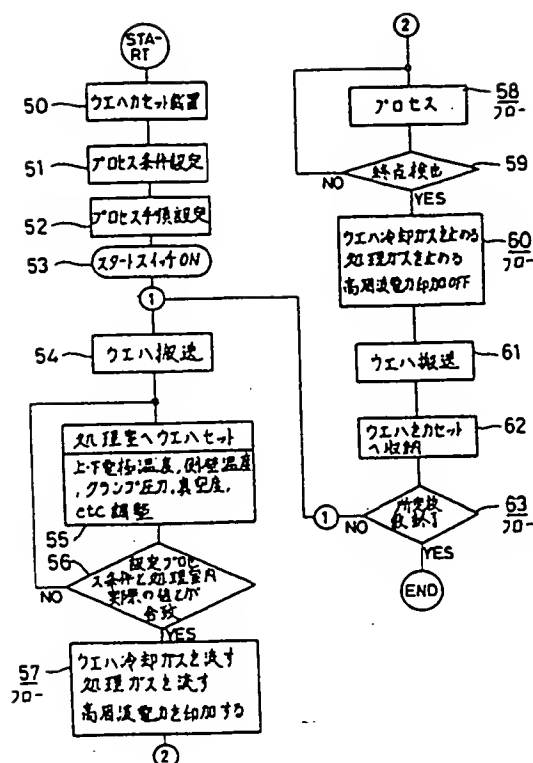 STA-
RT
50
ウエハカセット設置
51
プロセス条件設定
52
プロセス手順設定
53
スタートスイッチON
1
54
ウエハ搬送
処理室へウエハセット
上・下電極温度,側壁温度
,クランプ圧力,真空度,
etc 調整
55
56
設定プロセ
ス条件と処理室内
実際の値とが
合致
NO
YES
57
フロー
ウエハ冷却ガスを流す
処理ガスを流す
高周波電力を印加する
2
2
プロセス
58
フロー
終点検出
59
NO
YES
ウエハ冷却ガスを止める
処理ガスを止める
高周波電力印加OFF
60
フロー
ウエハ搬送
61
ウエハをカセット
へ収納
62
1
NO
所定枚
数終了
63
フロー
YES
END